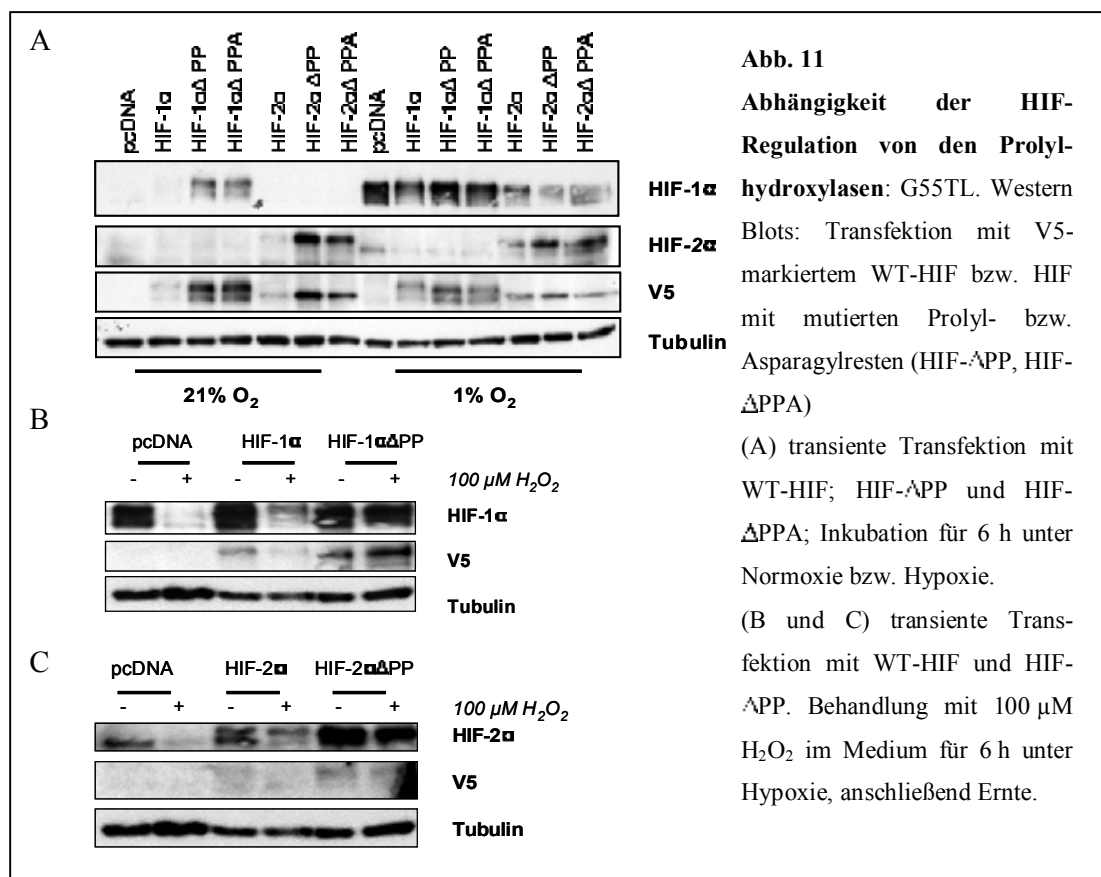 A
pcDNA
HIF-1α
HIF-1αΔ PP
HIF-1αΔ PPA
HIF-2α
HIF-2α ΔPP
HIF-2αΔ PPA
pcDNA
HIF-1α
HIF-1αΔ PP
HIF-1αΔ PPA
HIF-2α
HIF-2α ΔPP
HIF-2αΔ PPA
HIF-1α
HIF-2α
V5
Tubulin
21% O₂ 1% O₂
B
pcDNA HIF-1α HIF-1αΔPP
- + - + - + 100 µM H₂O₂
HIF-1α
V5
Tubulin
C
pcDNA HIF-2α HIF-2αΔPP
- + - + - + 100 µM H₂O₂
HIF-2α
V5
Tubulin
Abb. 11
Abhängigkeit der HIF-
Regulation von den Prolyl-
hydroxylasen: G55TL. Western
Blots: Transfektion mit V5-
markiertem WT-HIF bzw. HIF
mit mutierten Prolyl- bzw.
Asparagylresten (HIF-ΔPP, HIF-
ΔPPA)
(A) transiente Transfektion mit
WT-HIF; HIF-ΔPP und HIF-
ΔPPA; Inkubation für 6 h unter
Normoxie bzw. Hypoxie.
(B und C) transiente Trans-
fektion mit WT-HIF und HIF-
ΔPP. Behandlung mit 100 µM
H₂O₂ im Medium für 6 h unter
Hypoxie, anschließend Ernte.